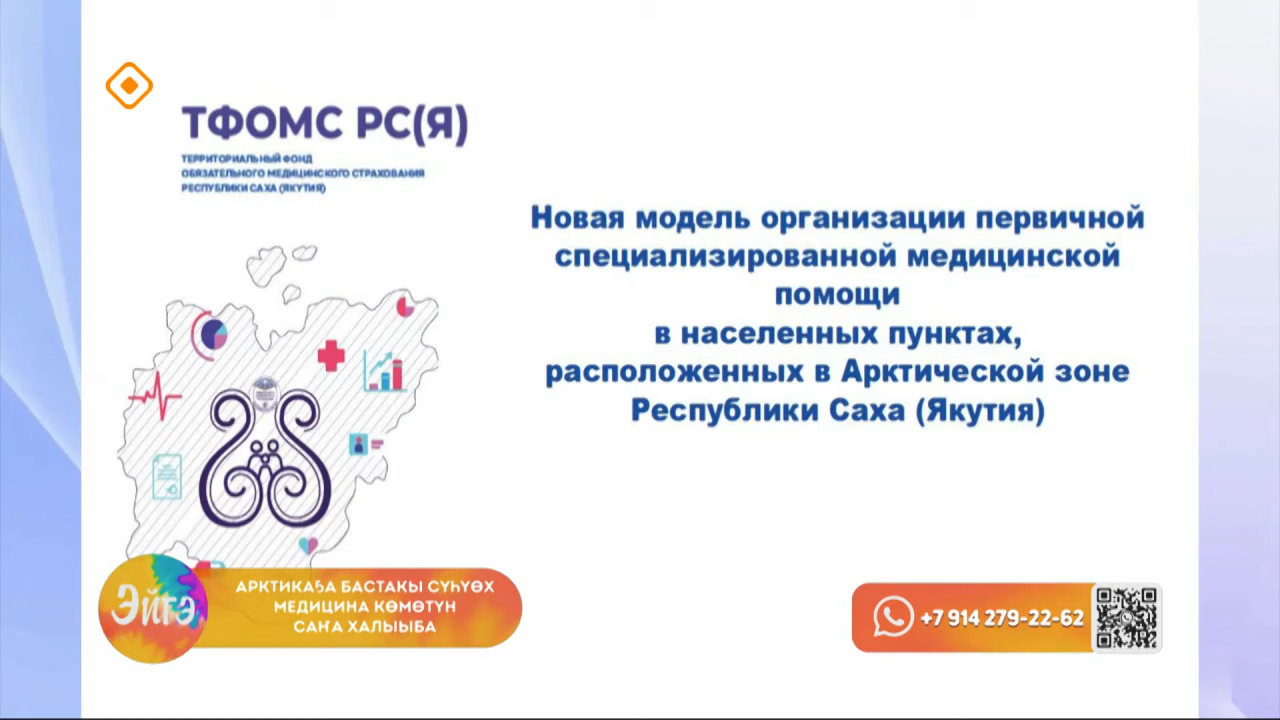 ТФОМС РС(Я)
ТЕРРИТОРИАЛЬНЫЙ ФОНД
ОБЯЗАТЕЛЬНОГО МЕДИЦИНСКОГО СТРАХОВАНИЯ
РЕСПУБЛИКИ САХА (ЯКУТИЯ)
Новая модель организации первичной
специализированной медицинской
помощи
в населенных пунктах,
расположенных в Арктической зоне
Республики Саха (Якутия)
Эйгэ
АРКТИКАҔА БАСТАКЫ СҮҺҮӨХ
МЕДИЦИНА КӨМӨТҮН
САҤА ХАЛЫЫБА
+7 914 279-22-62